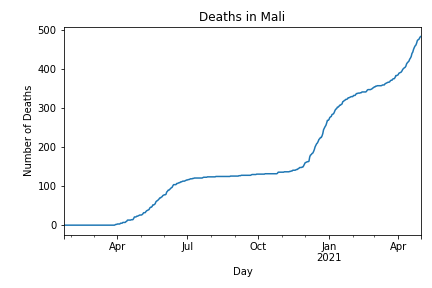 Deaths in Mali
500
400
300
200
100
0
Number of Deaths
Apr
Jul
Oct
Jan
2021
Apr
Day